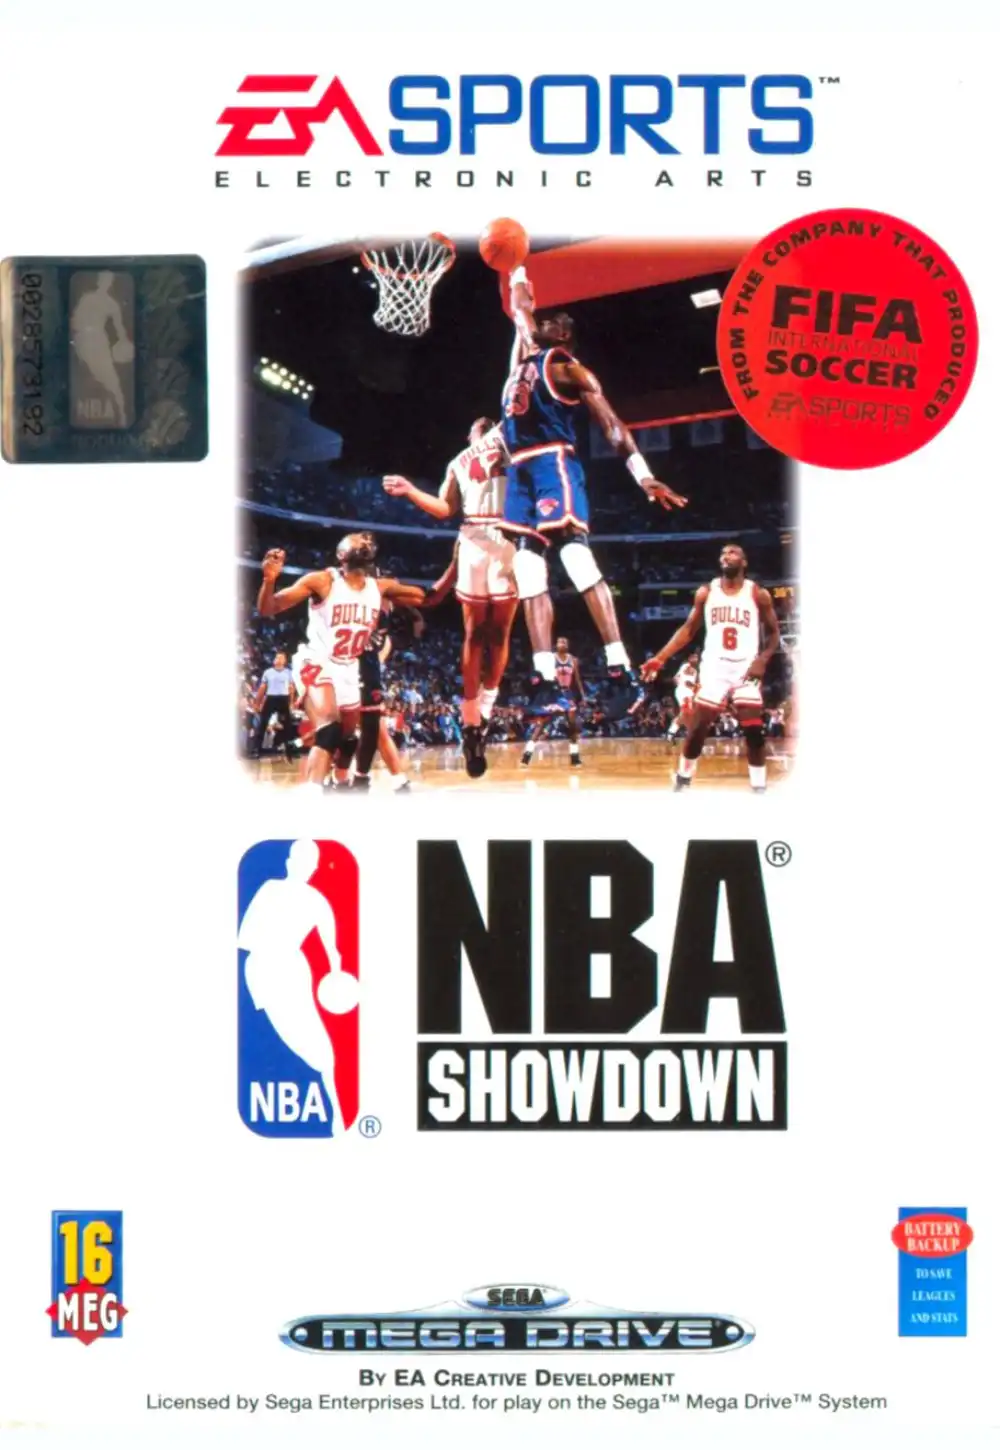 EA SPORTS™
ELECTRONIC ARTS
FROM THE COMPANY THAT PRODUCED
FIFA
INTERNATIONAL
SOCCER
EA SPORTS
0028573192
NBA
BULLS
42
BULLS
20
BULLS
6
NBA®
SHOWDOWN
NBA
®
16
MEG
BATTERY
BACKUP
TO SAVE
LEAGUES
AND STATS
SEGA
MEGA DRIVE
BY EA CREATIVE DEVELOPMENT
Licensed by Sega Enterprises Ltd. for play on the Sega™ Mega Drive™ System